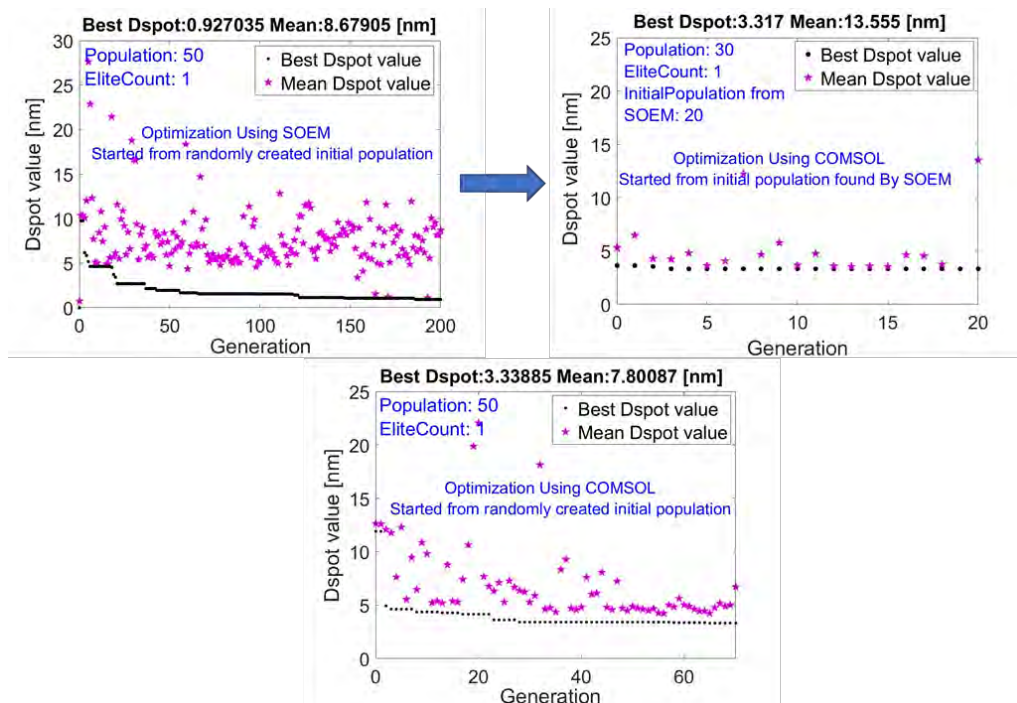 Best Dspot:0.927035 Mean:8.67905 [nm]
30
25
20
15
10
5
0
Dspot value [nm]
Population: 50
EliteCount: 1
Best Dspot value
Mean Dspot value
Optimization Using SOEM
Started from randomly created initial population
0
50
100
150
200
Generation
Best Dspot:3.317 Mean:13.555 [nm]
25
20
15
10
5
0
Dspot value [nm]
Population: 30
EliteCount: 1
InitialPopulation from
SOEM: 20
Best Dspot value
Mean Dspot value
Optimization Using COMSOL
Started from initial population found By SOEM
0
5
10
15
20
Generation
Best Dspot:3.33885 Mean:7.80087 [nm]
25
20
15
10
5
0
Dspot value [nm]
Population: 50
EliteCount: 1
Best Dspot value
Mean Dspot value
Optimization Using COMSOL
Started from randomly created initial population
0
20
40
60
Generation